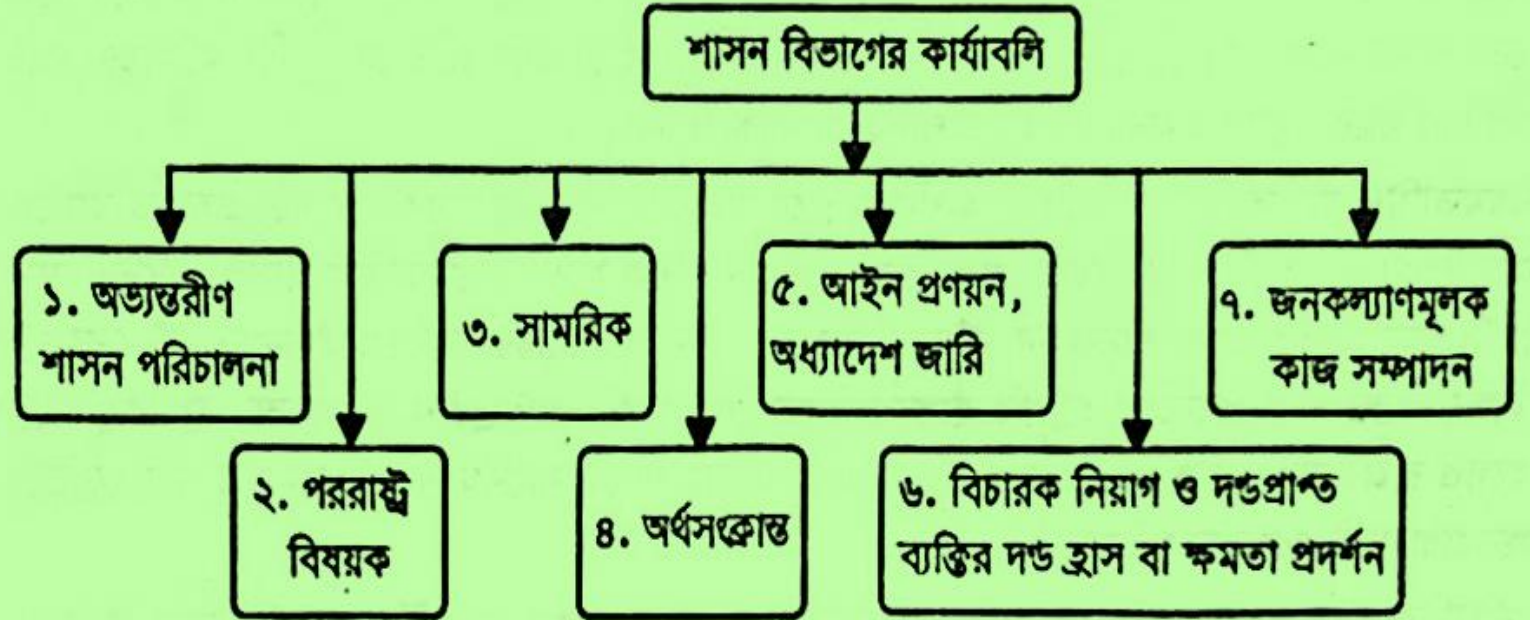 শাসন বিভাগের কার্যাবলি
১. অভ্যন্তরীণ
শাসন পরিচালনা
২. পররাষ্ট্র
বিষয়ক
৩. সামরিক
৪. অর্থসংক্রান্ত
৫. আইন প্রণয়ন,
অধ্যাদেশ জারি
৬. বিচারক নিয়াগ ও দণ্ডপ্রাপ্ত
ব্যক্তির দণ্ড হ্রাস বা ক্ষমতা প্রদর্শন
৭. জনকল্যাণমূলক
কাজ সম্পাদন